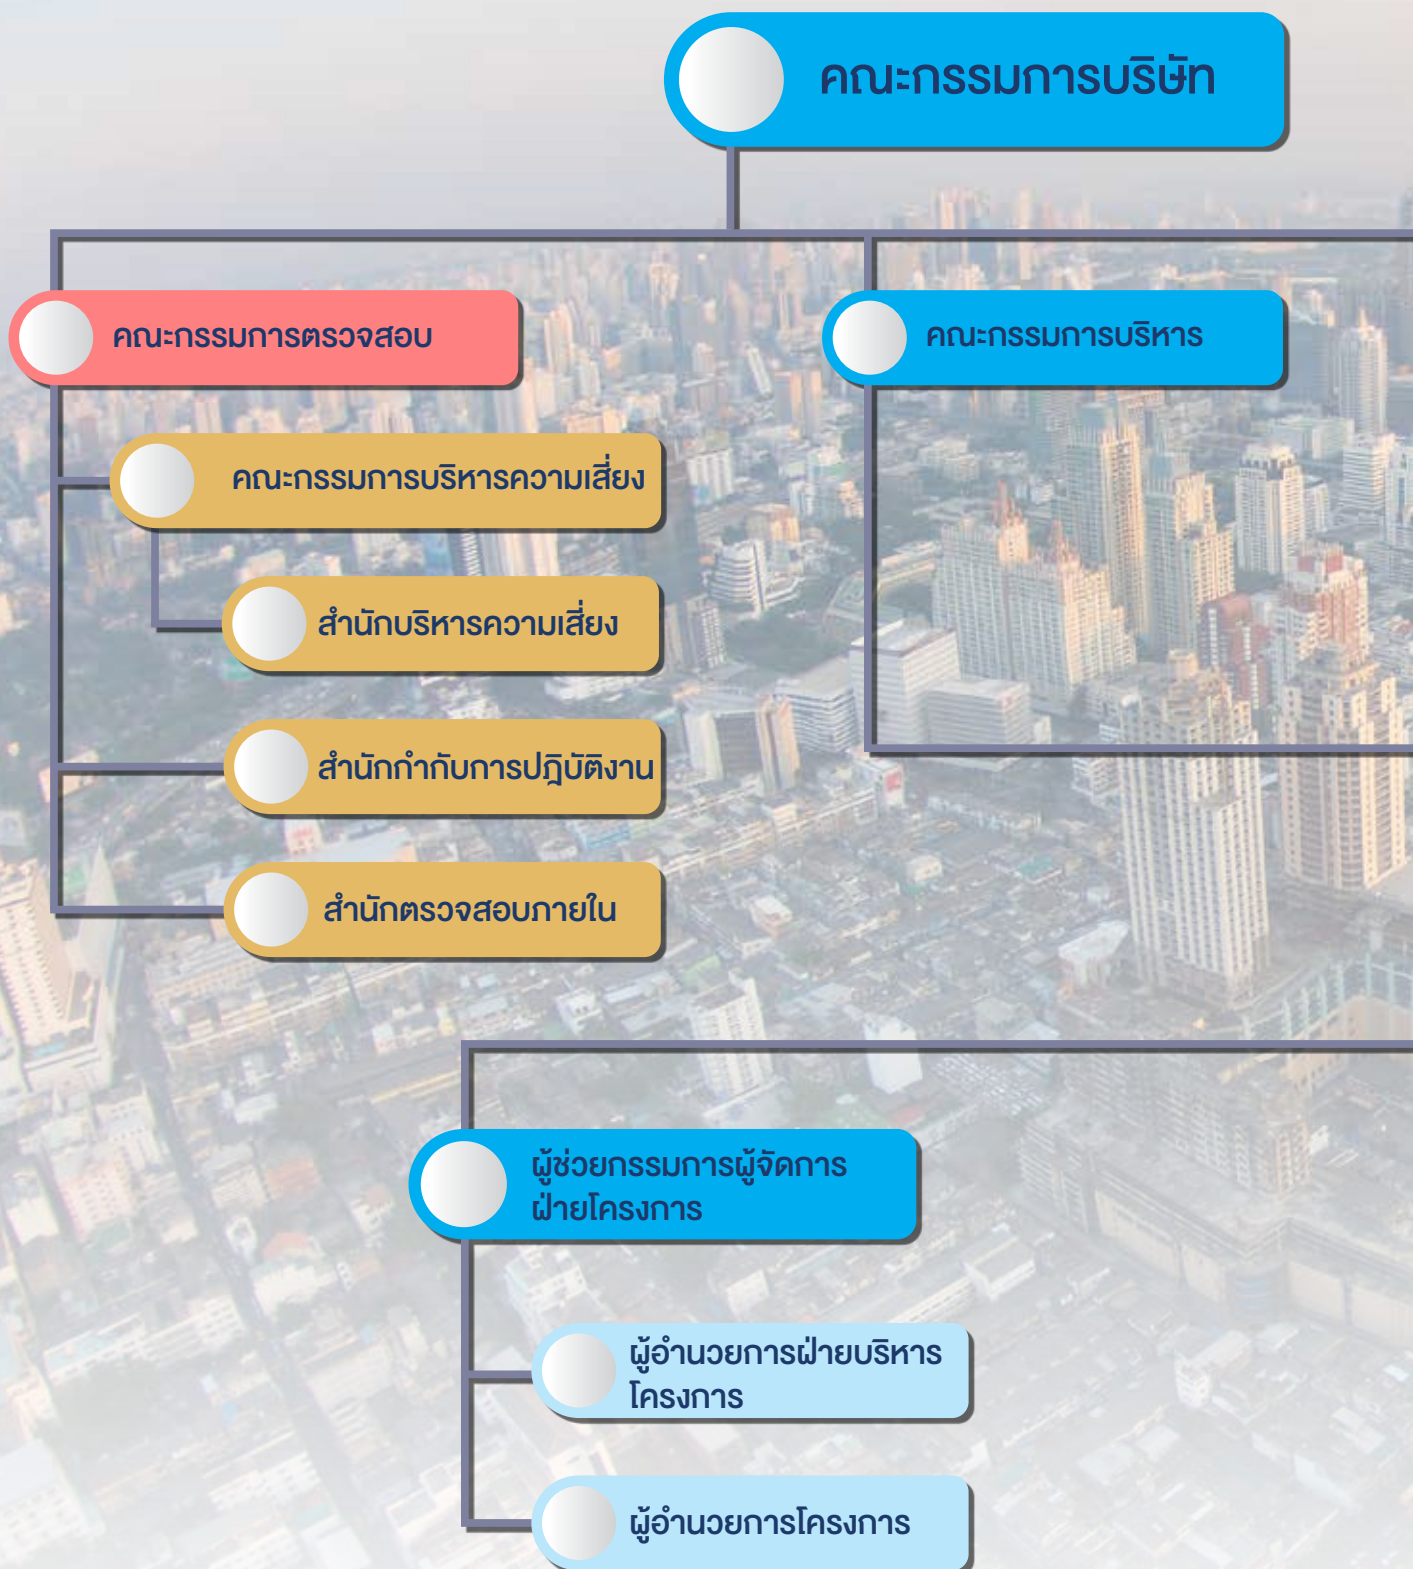 คณะกรรมการบริษัท
คณะกรรมการตรวจสอบ
คณะกรรมการบริหาร
คณะกรรมการบริหารความเสี่ยง
สำนักบริหารความเสี่ยง
สำนักกำกับการปฎิบัติงาน
สำนักตรวจสอบภายใน
ผู้ช่วยกรรมการผู้จัดการ
ฝ่ายโครงการ
ผู้อำนวยการฝ่ายบริหาร
โครงการ
ผู้อำนวยการโครงการ